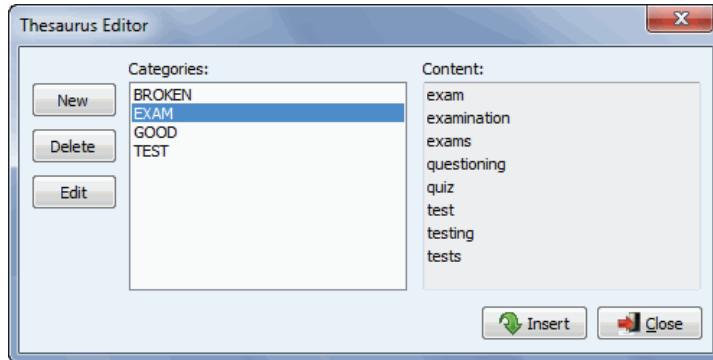 Thesaurus Editor
Categories:
Content:
New
Delete
Edit
BROKEN
EXAM
GOOD
TEST
exam
examination
exams
questioning
quiz
test
testing
tests
Insert
Close